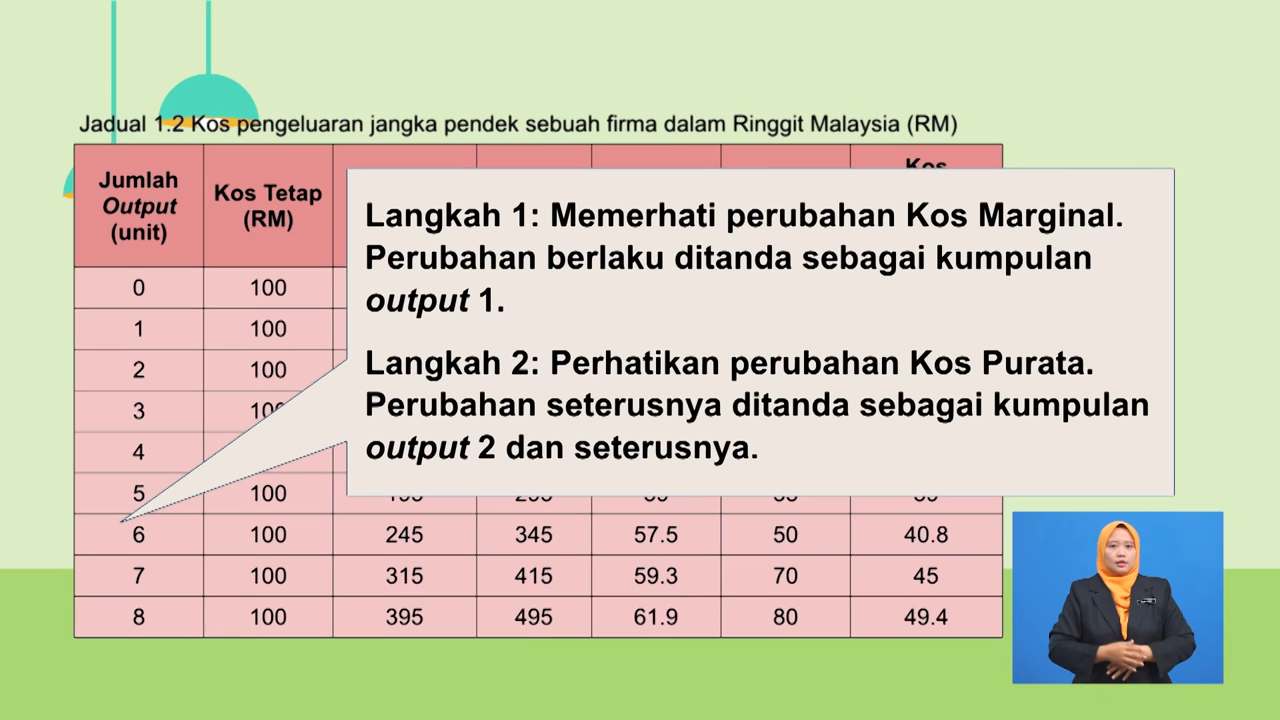 Jadual 1.2 Kos pengeluaran jangka pendek sebuah firma dalam Ringgit Malaysia (RM)
Jumlah Output (unit) Kos Tetap (RM) Kos
0 100
1 100
2 100
3
4
5 100
6 100 245 345 57.5 50 40.8
7 100 315 415 59.3 70 45
8 100 395 495 61.9 80 49.4
Langkah 1: Memerhati perubahan Kos Marginal.
Perubahan berlaku ditanda sebagai kumpulan
output 1.
Langkah 2: Perhatikan perubahan Kos Purata.
Perubahan seterusnya ditanda sebagai kumpulan
output 2 dan seterusnya.